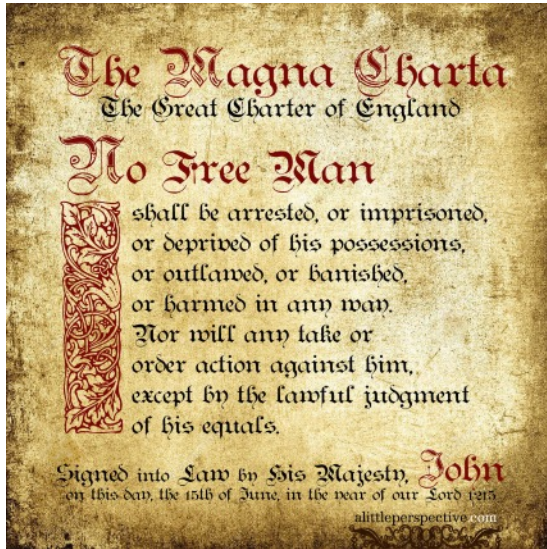 The Magna Charta
The Great Charter of England
No Free Man
shall be arrested, or imprisoned,
or deprived of his possessions,
or outlawed, or banished,
or harmed in any way.
Nor will any take or
order action against him,
except by the lawful judgment
of his equals.
Signed into Law by His Majesty, John
on this day, the 15th of June, in the year of our Lord 1215
alittleperspective.com